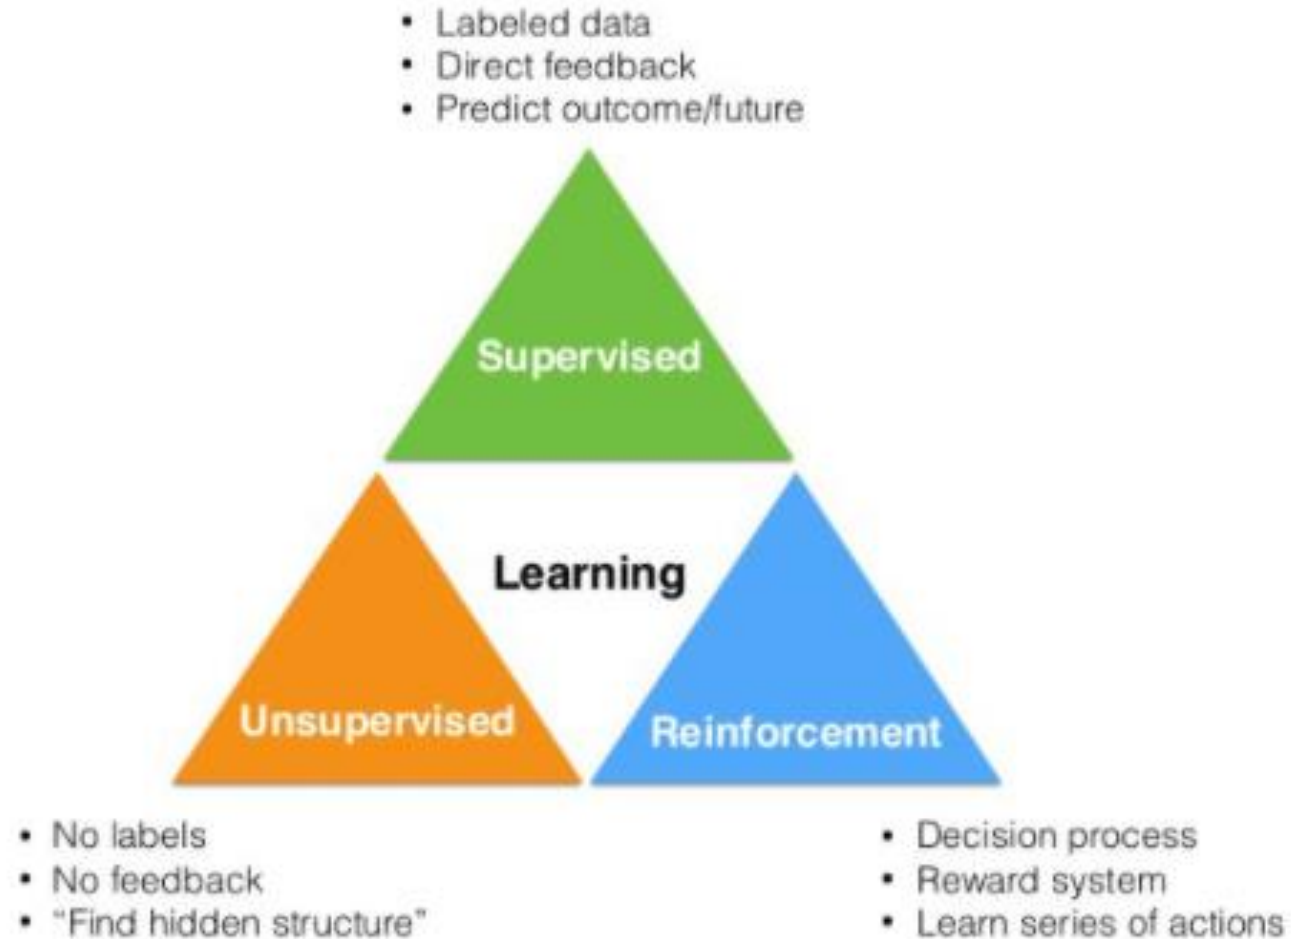 • Labeled data
• Direct feedback
• Predict outcome/future
Supervised
Learning
Unsupervised
Reinforcement
• No labels
• No feedback
• “Find hidden structure”
• Decision process
• Reward system
• Learn series of actions